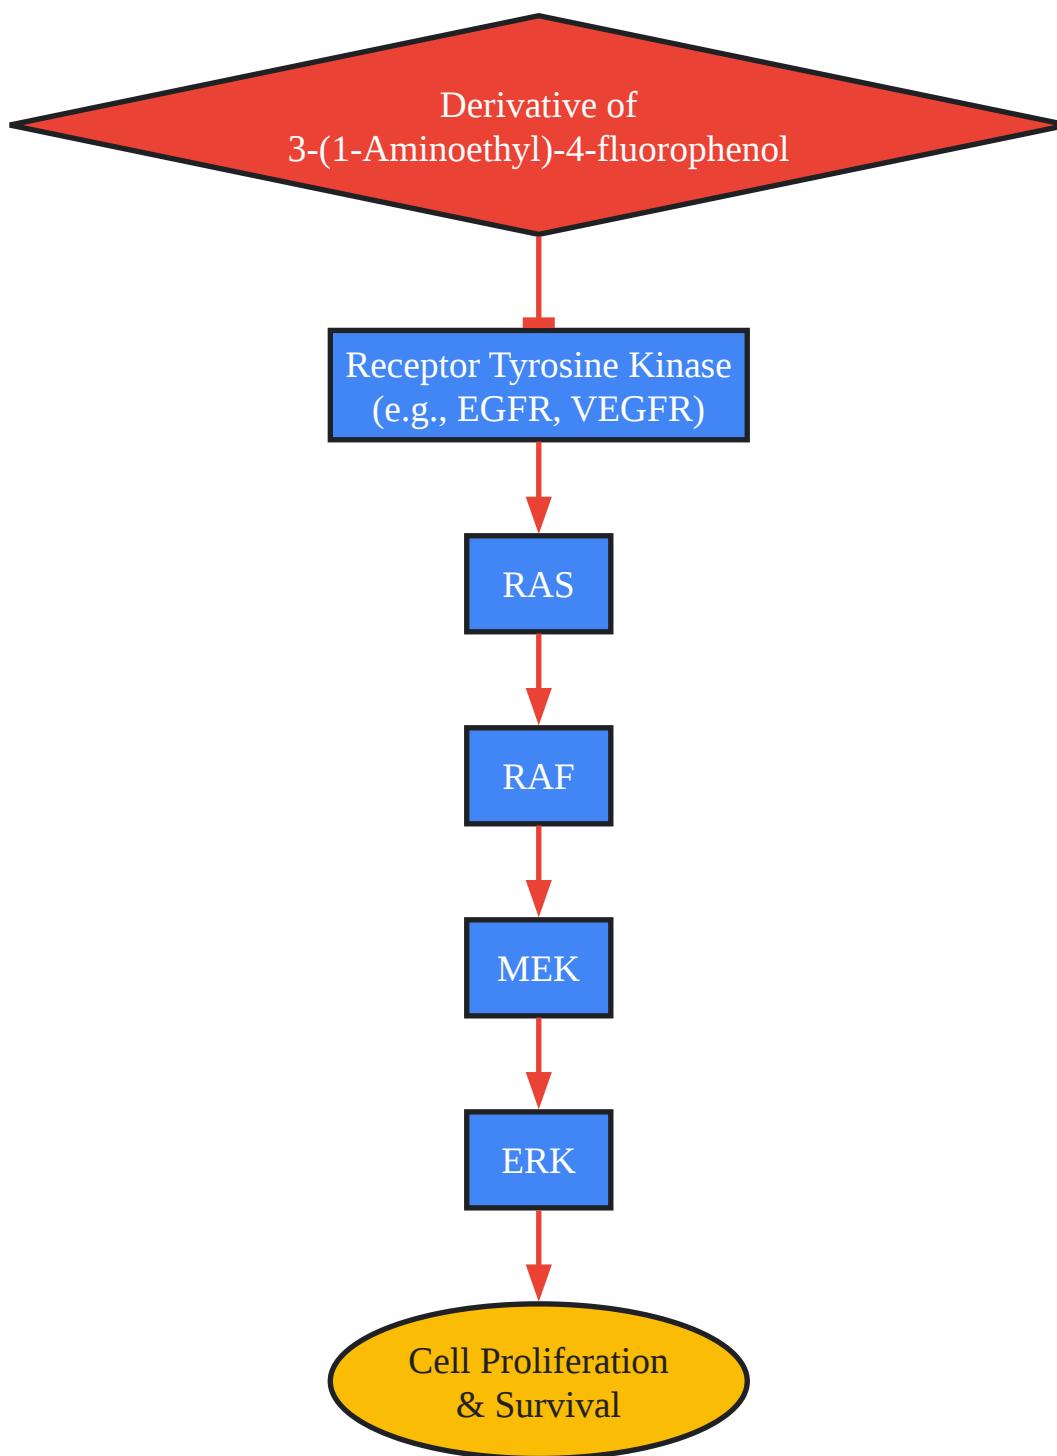 Derivative of
3-(1-Aminoethyl)-4-fluorophenol
Receptor Tyrosine Kinase
(e.g., EGFR, VEGFR)
RAS
RAF
MEK
ERK
Cell Proliferation
& Survival